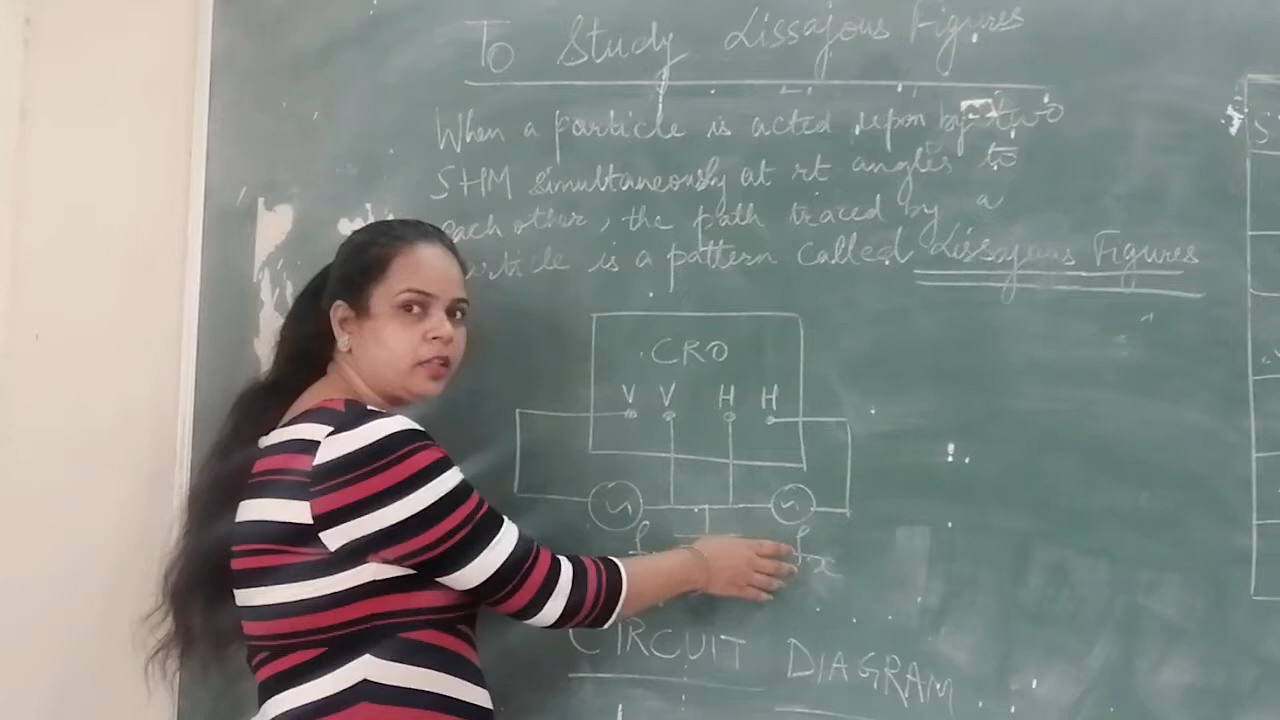 To Study Lissajous Figures
When a particle is acted upon by two
SHM simultaneously at rt angles to
each other, the path traced by a
particle is a pattern called Lissajous Figures
CRO
V V H H
f
f x
CIRCUIT DIAGRAM
S